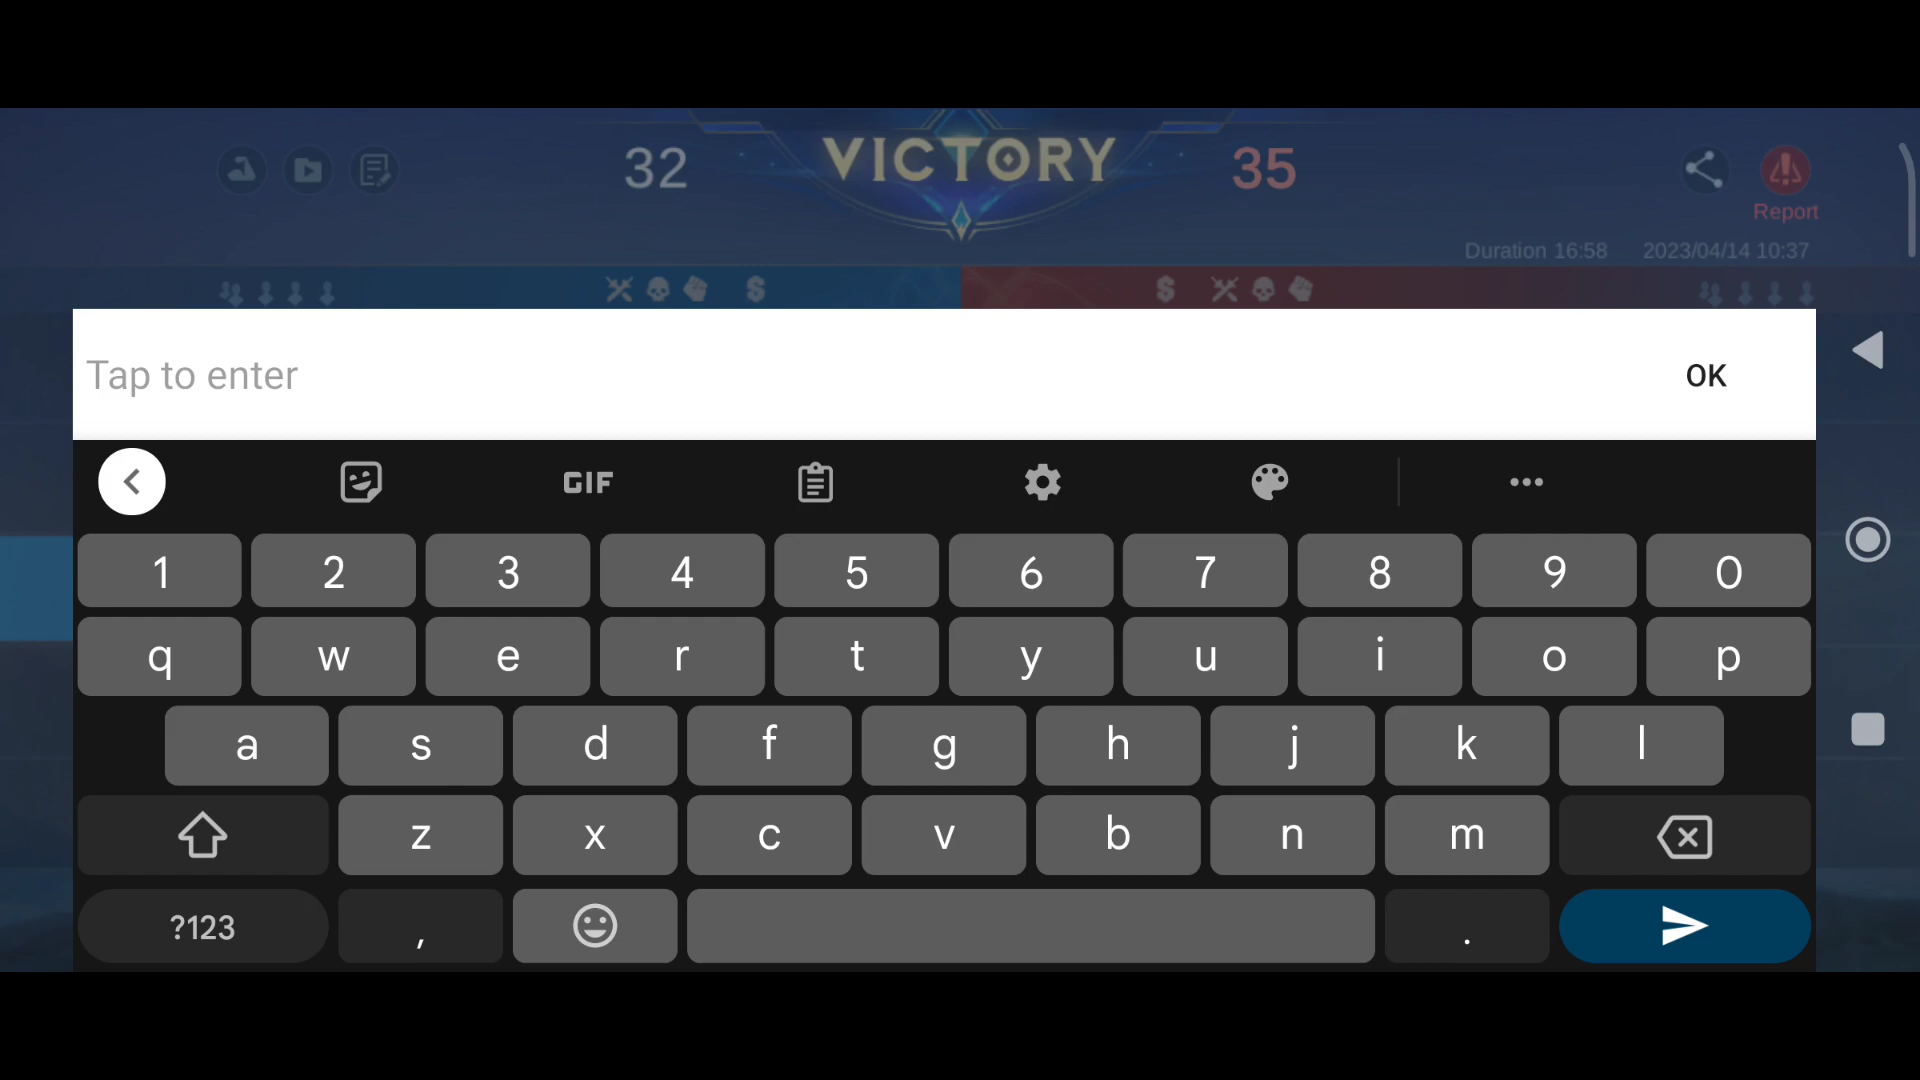 32 VICTORY 35
Report
Duration 16:58 2023/04/14 10:37
Tap to enter OK
GIF
1 2 3 4 5 6 7 8 9 0
q w e r t y u i o p
a s d f g h j k l
z x c v b n m
?123 , .